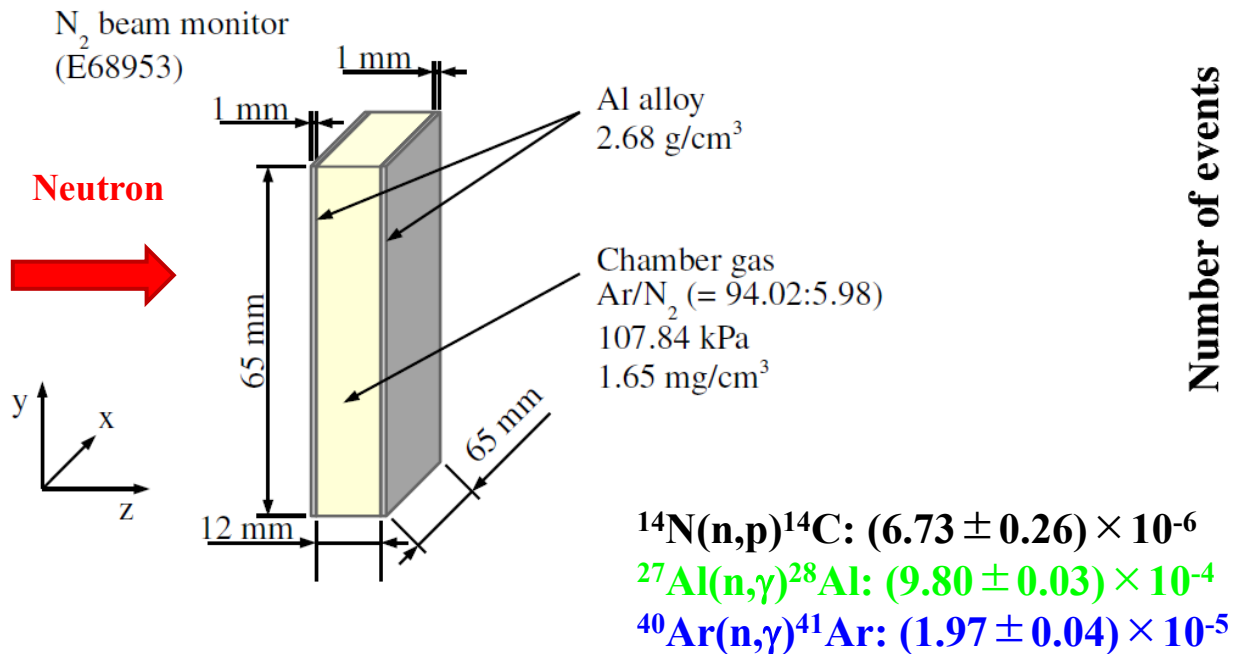 N₂ beam monitor
(E68953)
1 mm
1 mm
Al alloy
2.68 g/cm³
Neutron
Chamber gas
Ar/N₂ (= 94.02:5.98)
107.84 kPa
1.65 mg/cm³
65 mm
65 mm
y
x
z
12 mm
Number of events
¹⁴N(n,p)¹⁴C: (6.73 ± 0.26) × 10⁻⁶
²⁷Al(n,γ)²⁸Al: (9.80 ± 0.03) × 10⁻⁴
⁴⁰Ar(n,γ)⁴¹Ar: (1.97 ± 0.04) × 10⁻⁵